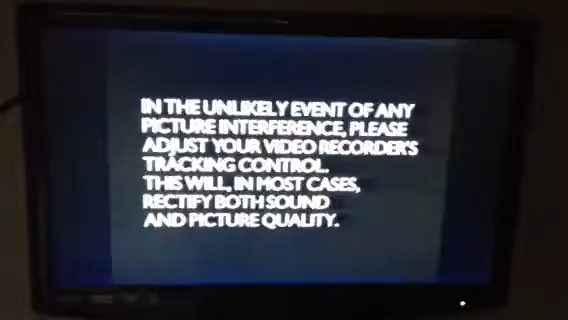 IN THE UNLIKELY EVENT OF ANY
PICTURE INTERFERENCE, PLEASE
ADJUST YOUR VIDEO RECORDER'S
TRACKING CONTROL.
THIS WILL, IN MOST CASES,
RECTIFY BOTH SOUND
AND PICTURE QUALITY.